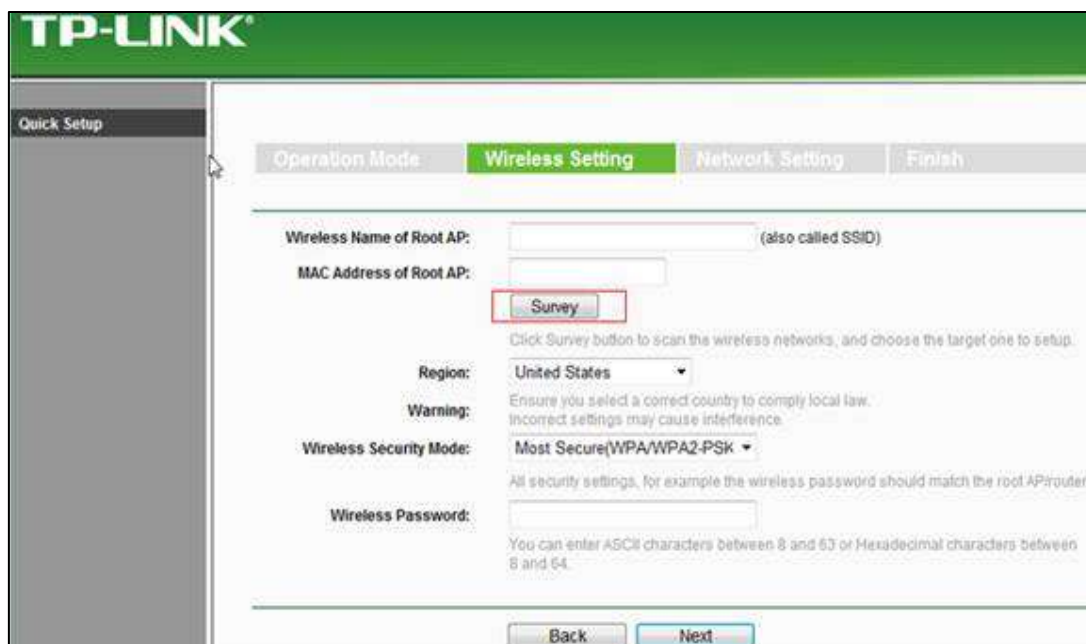 TP-LINK®
Quick Setup
Operation Mode Wireless Setting Network Setting Finish
Wireless Name of Root AP: (also called SSID)
MAC Address of Root AP:
Survey
Click Survey button to scan the wireless networks, and choose the target one to setup.
Region: United States
Warning: Ensure you select a correct country to comply local law.
Incorrect settings may cause interference.
Wireless Security Mode: Most Secure(WPA/WPA2-PSK
All security settings, for example the wireless password should match the root AP/router
Wireless Password:
You can enter ASCII characters between 8 and 63 or Hexadecimal characters between
8 and 64.
Back Next